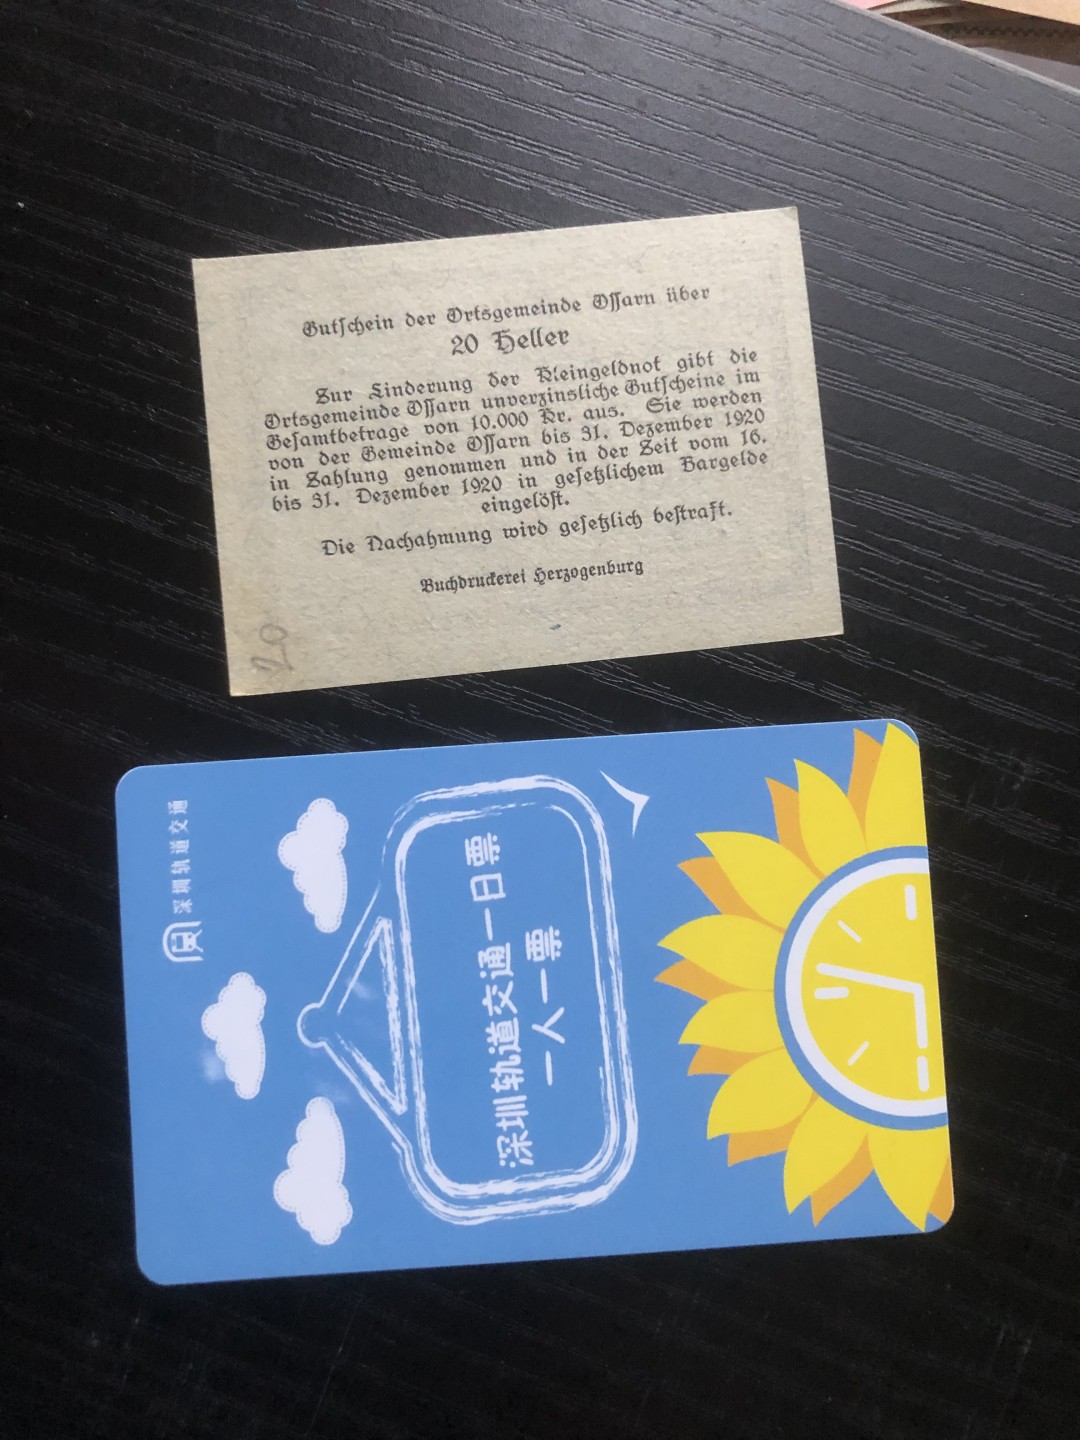 Gutschein der Ortsgemeinde Ossarn über
20 Heller
Zur Linderung der Kleingeldnot gibt die
Ortsgemeinde Ossarn unverzinsliche Gutscheine im
Gesamtbetrage von 10.000 Kr. aus. Sie werden
von der Gemeinde Ossarn bis 31. Dezember 1920
in Zahlung genommen und in der Zeit vom 16.
bis 31. Dezember 1920 in gesetzlichem Bargelde
eingelöst.
Die Nachahmung wird gesetzlich bestraft.
Buchdruckerei Herzogenburg
20
深圳轨道交通
深圳轨道交通一日票
一人一票